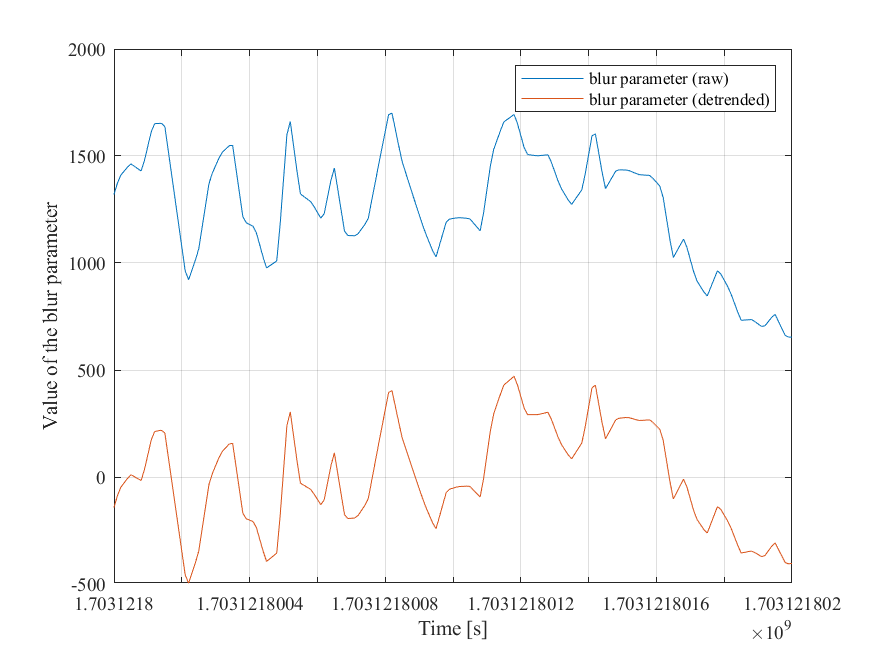 2000
blur parameter (raw)
blur parameter (detrended)
1500
1000
500
0
-500
Value of the blur parameter
1.7031218 1.7031218004 1.7031218008 1.7031218012 1.7031218016 1.703121802
Time [s]
×10⁹